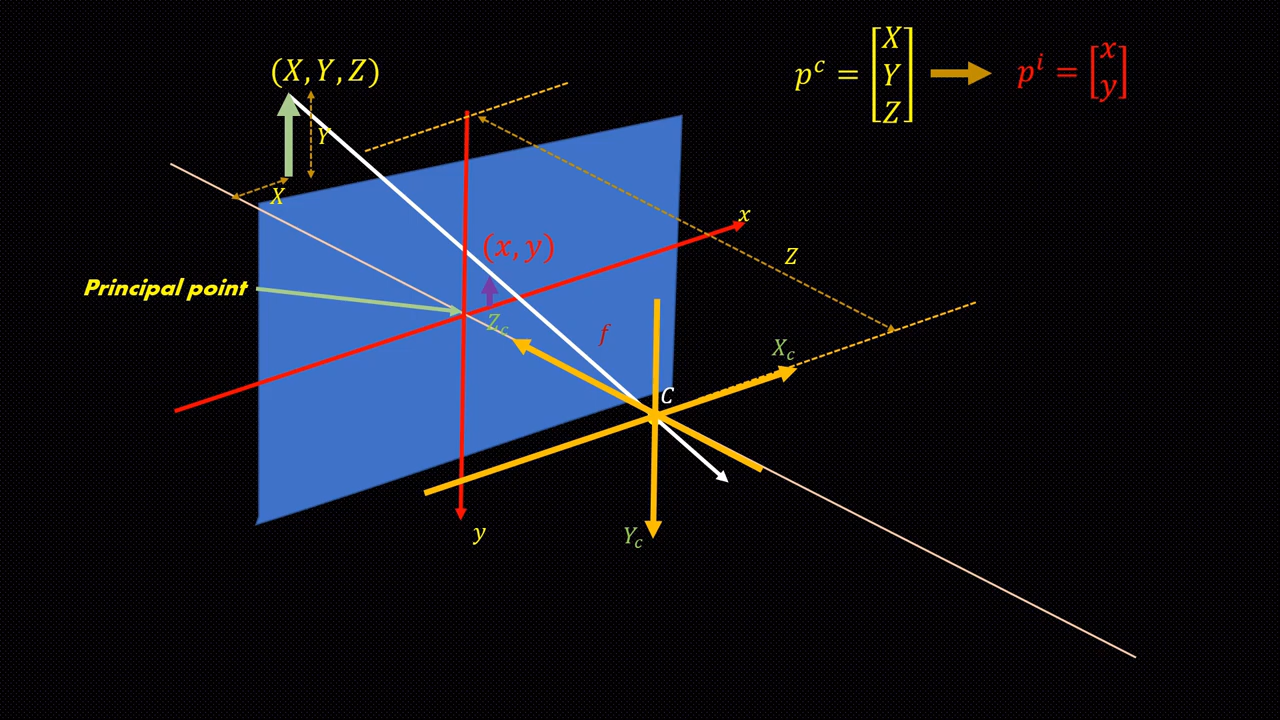 (X, Y, Z)
p^c = [X Y Z]
p^i = [x y]
Y
X
x
(x, y)
Z
Principal point
Z_c
f
X_c
C
y
Y_c